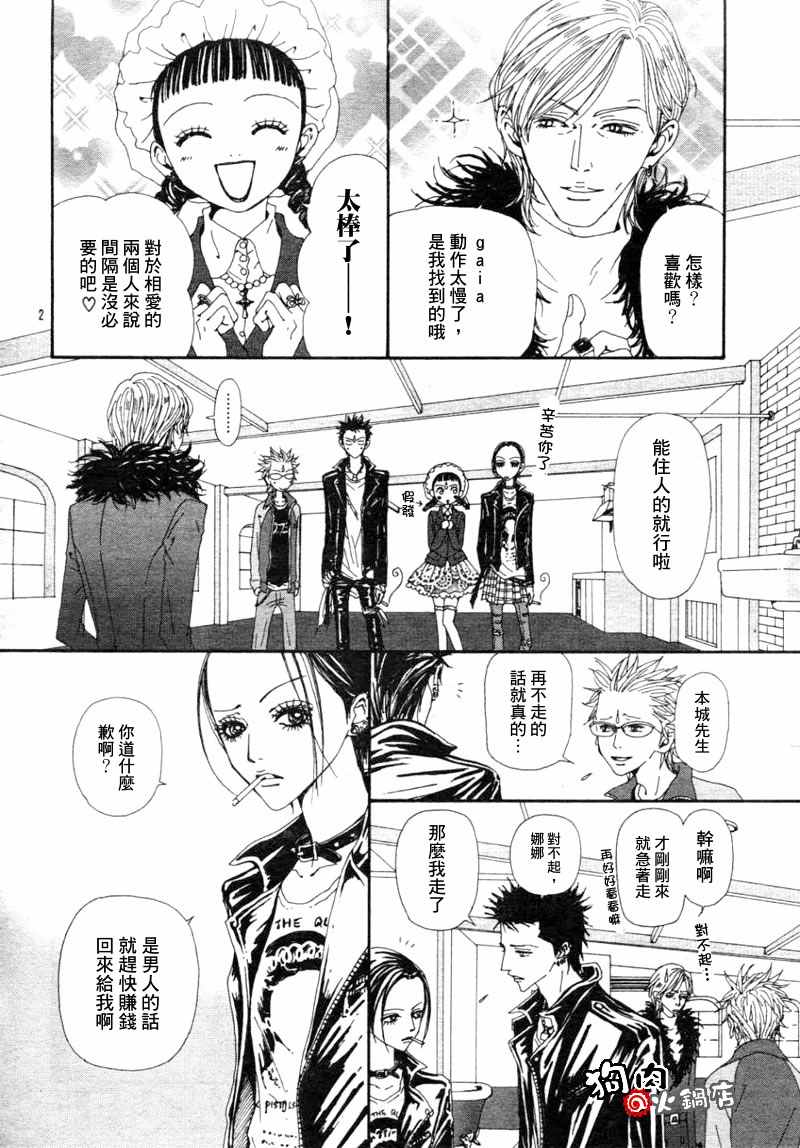 怎樣？
喜歡嗎？
gaia
動作太慢了，
是我找到的哦
太棒了——！
對於相愛的
兩個人來說
間隔是沒必
要的吧♡
2
能住人的就行啦
辛苦你了
假發
……
本城先生
再不走的
話就真的…
你道什麼
歉啊？
是男人的話
就趕快賺錢
回來給我啊
THE QU
PISTOLS
幹嘛啊
才剛剛來
就急著走
再好好看看嘛
對不起…
對不起，
娜娜
那麼我走了
THE QU
狗肉
@火鍋店